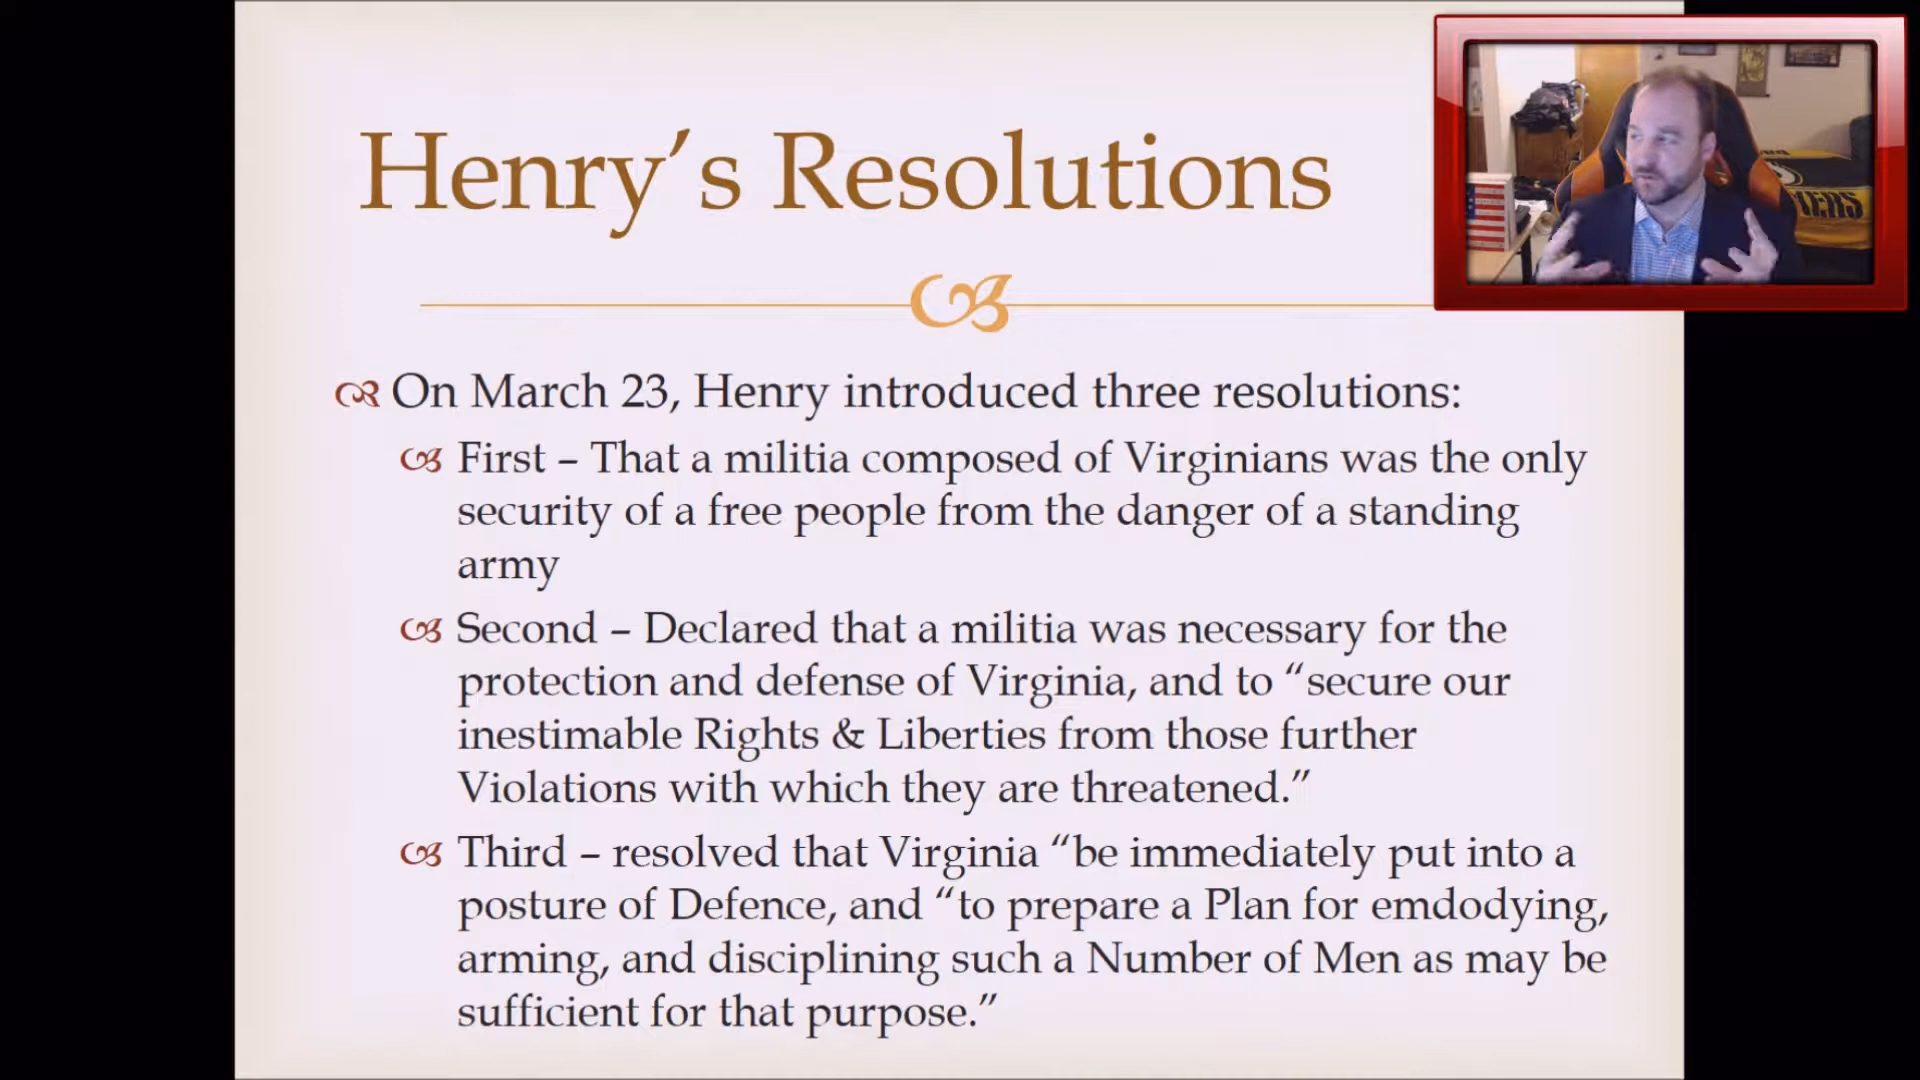 Henry’s Resolutions
On March 23, Henry introduced three resolutions:
First – That a militia composed of Virginians was the only
security of a free people from the danger of a standing
army
Second – Declared that a militia was necessary for the
protection and defense of Virginia, and to “secure our
inestimable Rights & Liberties from those further
Violations with which they are threatened.”
Third – resolved that Virginia “be immediately put into a
posture of Defence, and “to prepare a Plan for emdodying,
arming, and disciplining such a Number of Men as may be
sufficient for that purpose.”